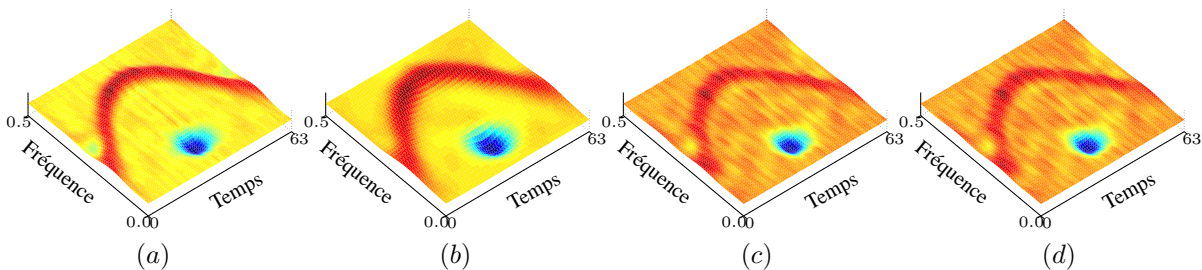 0.5 63 0.5 63 0.5 63 0.5 63
Fréquence Temps Fréquence Temps Fréquence Temps Fréquence Temps
0.00 0.00 0.00 0.00
(a) (b) (c) (d)